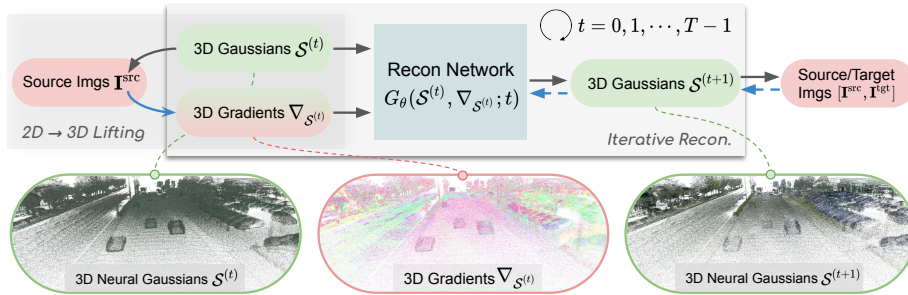 t = 0, 1, ⋯, T − 1
3D Gaussians 𝒮^(t)
Source Imgs I^src
3D Gradients ∇_𝒮^(t)
2D → 3D Lifting
Recon Network
G_θ(𝒮^(t), ∇_𝒮^(t); t)
3D Gaussians 𝒮^(t+1)
Iterative Recon.
Source/Target
Imgs [I^src, I^tgt]
3D Neural Gaussians 𝒮^(t)
3D Gradients ∇_𝒮^(t)
3D Neural Gaussians 𝒮^(t+1)